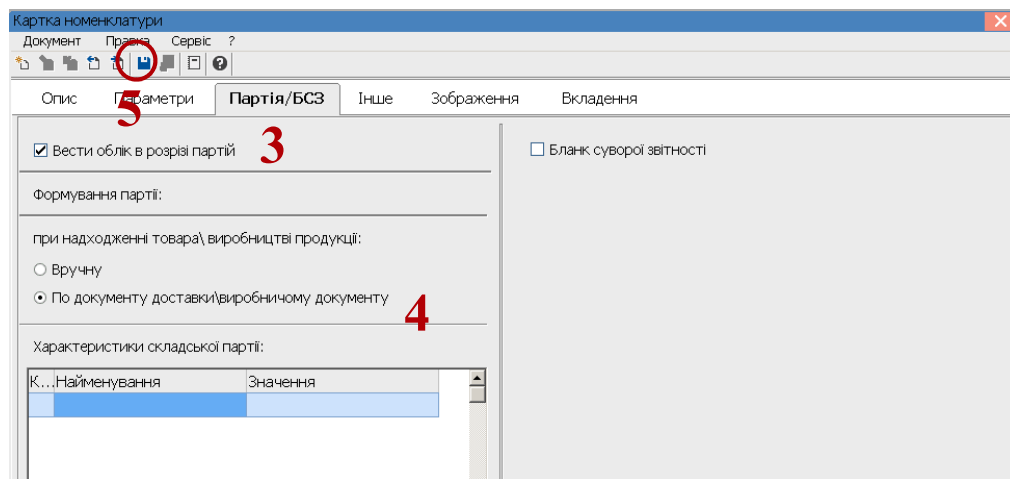 Картка номенклатури
Документ Правка Сервіс ?
5
Опис Параметри Партія/БСЗ Інше Зображення Вкладення
Вести облік в розрізі партій 3
Бланк суворої звітності
Формування партії:
при надходженні товара\ виробництві продукції:
Вручну
По документу доставки\виробничому документу 4
Характеристики складської партії:
К... Найменування Значення